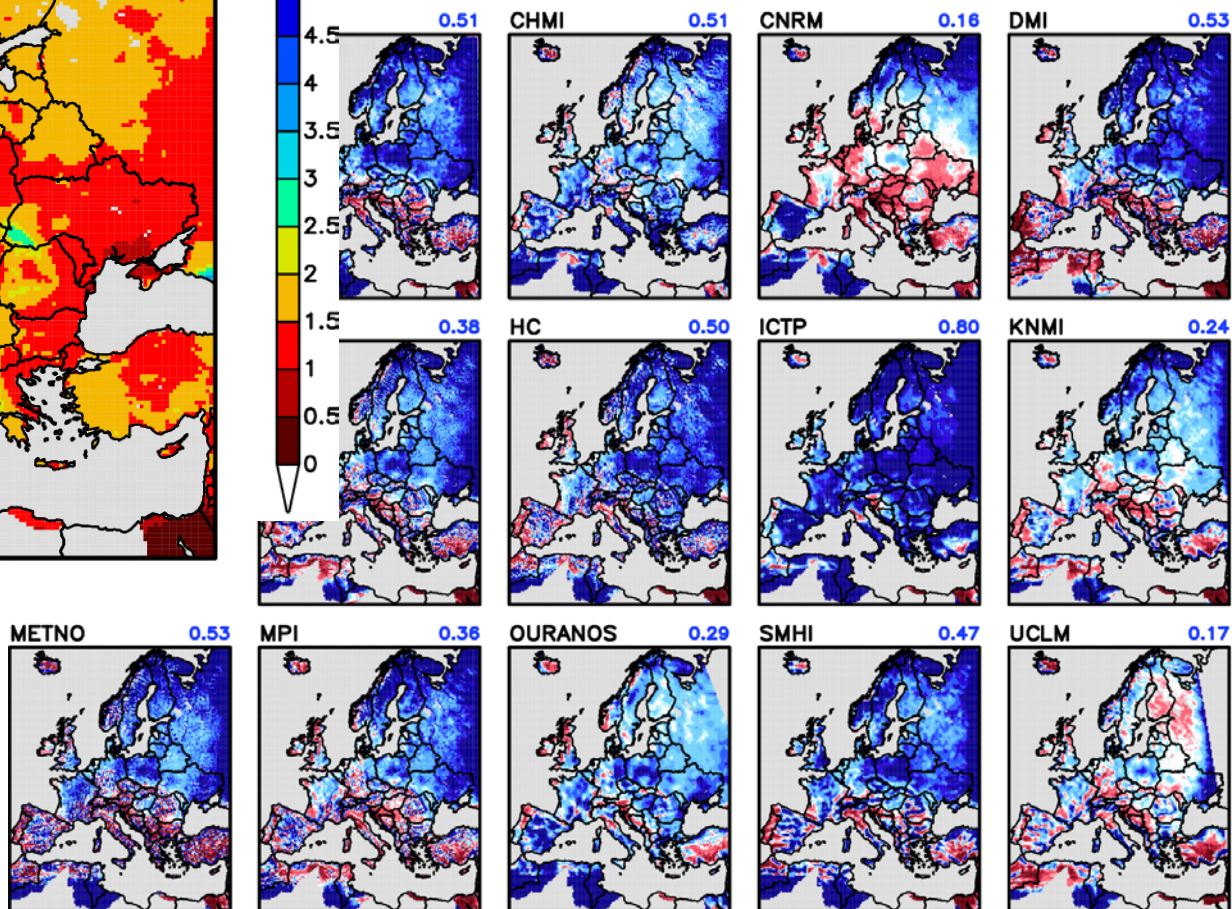 0.51
CHMI 0.51
CNRM 0.16
DMI 0.53
4.5
4
3.5
3
2.5
2
1.5
1
0.5
0
0.38
HC 0.50
ICTP 0.80
KNMI 0.24
METNO 0.53
MPI 0.36
OURANOS 0.29
SMHI 0.47
UCLM 0.17